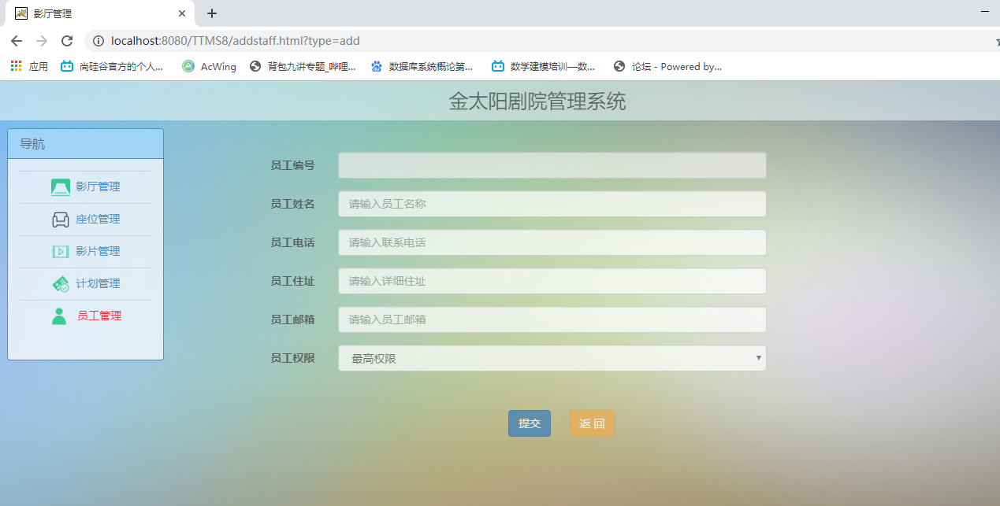 影厅管理
localhost:8080/TTMS8/addstaff.html?type=add
应用 尚硅谷官方的个人... AcWing 背包九讲专题_哔哩... 数据库系统概论第... 数学建模培训—数... 论坛 - Powered by...
金太阳剧院管理系统
导航
影厅管理
座位管理
影片管理
计划管理
员工管理
员工编号
员工姓名 请输入员工名称
员工电话 请输入联系电话
员工住址 请输入详细住址
员工邮箱 请输入员工邮箱
员工权限 最高权限
提交 返 回